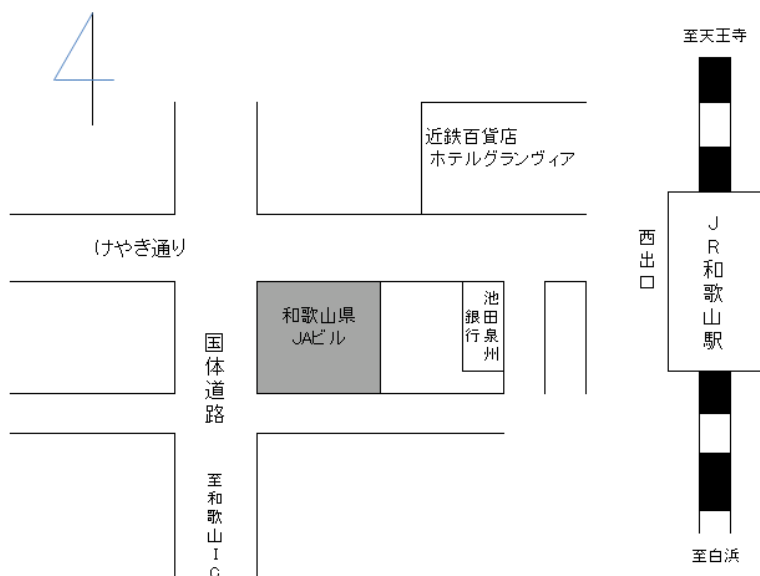 至天王寺
近鉄百貨店
ホテルグランヴィア
けやき通り
西出口
JR和歌山駅
和歌山県
JAビル
池田泉州
銀行
国体道路
至和歌山IC
至白浜